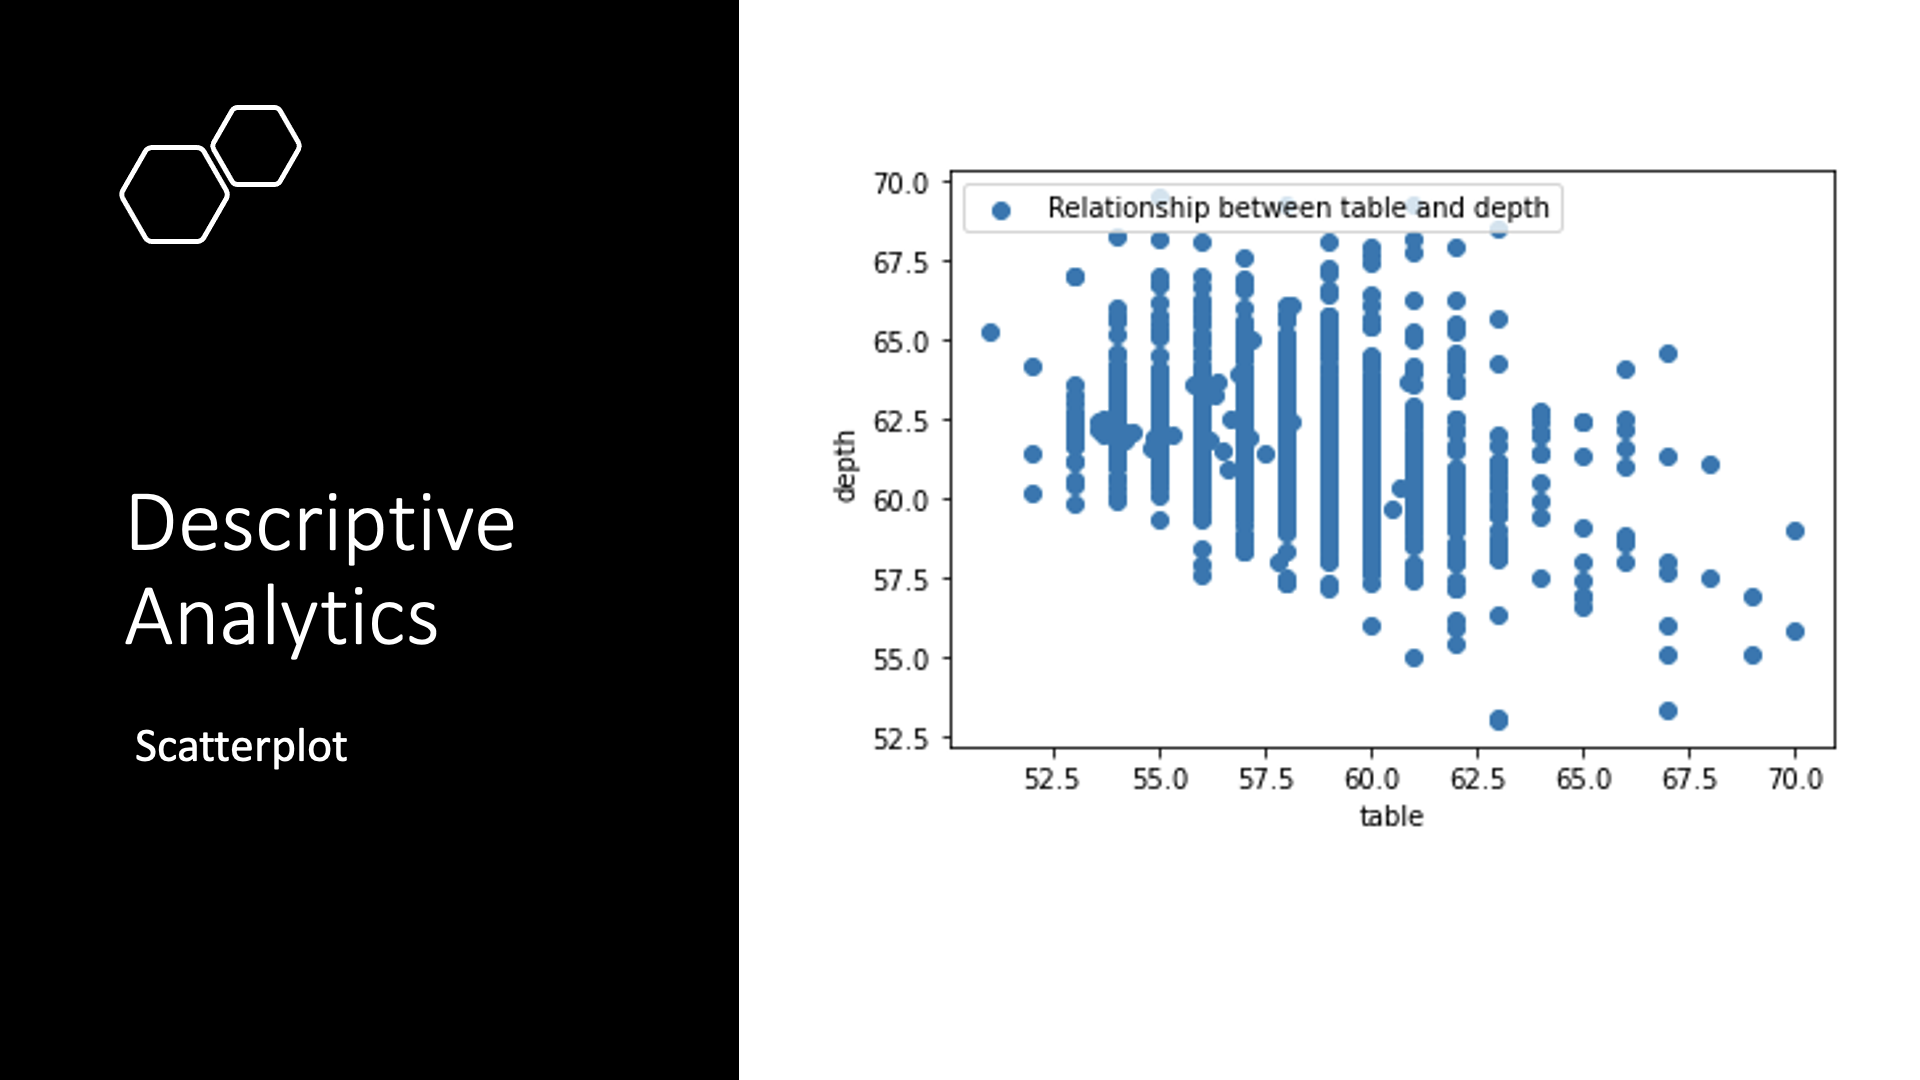 Descriptive
Analytics
Scatterplot
Relationship between table and depth
70.0
67.5
65.0
62.5
60.0
57.5
55.0
52.5
depth
52.5 55.0 57.5 60.0 62.5 65.0 67.5 70.0
table